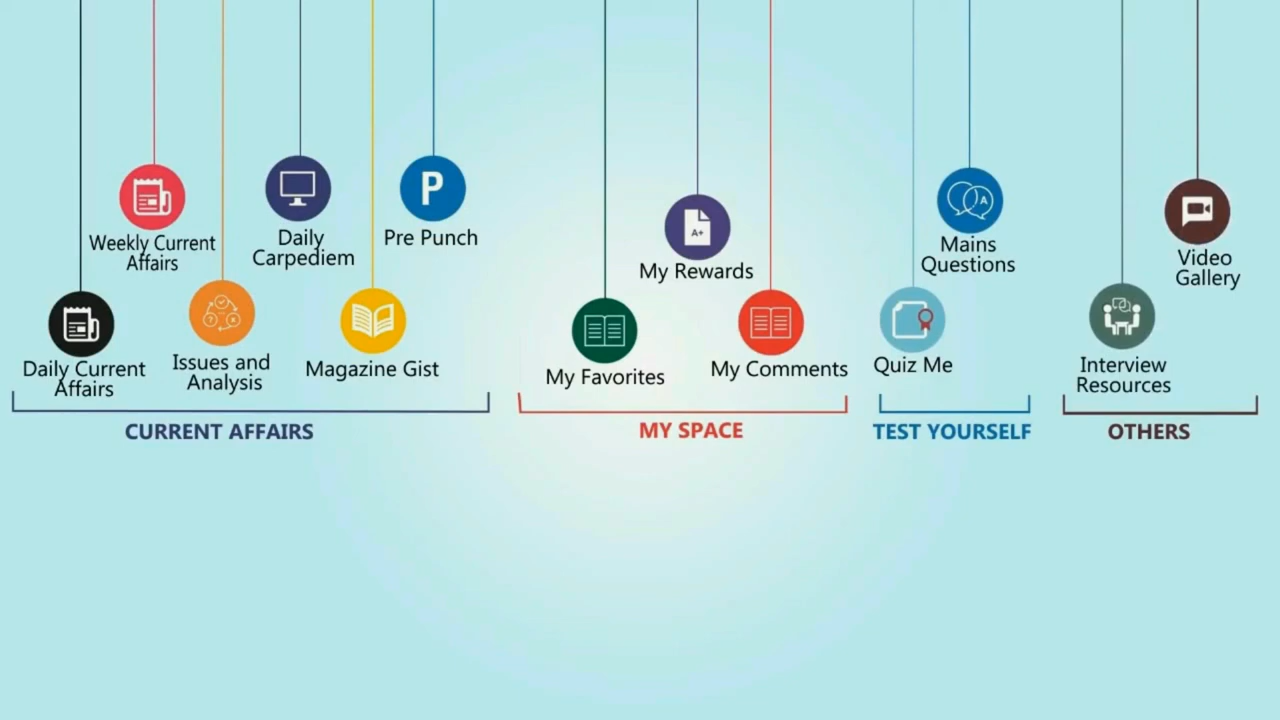 Weekly Current
Affairs
Daily
Carpediem
P
Pre Punch
Daily Current
Affairs
Issues and
Analysis
Magazine Gist
CURRENT AFFAIRS
A+
My Rewards
My Favorites
My Comments
MY SPACE
A
Mains
Questions
Quiz Me
TEST YOURSELF
Video
Gallery
Interview
Resources
OTHERS